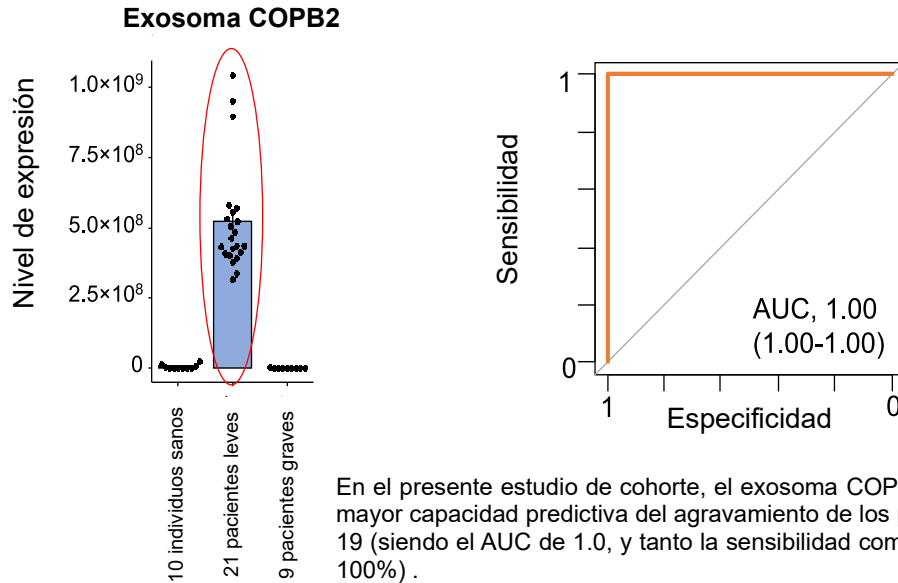 Exosoma COPB2
Nivel de expresión
1.0×10⁹
7.5×10⁸
5.0×10⁸
2.5×10⁸
0
10 individuos sanos
21 pacientes leves
9 pacientes graves
Sensibilidad
1
0
AUC, 1.00
(1.00-1.00)
1
0
Especificidad
En el presente estudio de cohorte, el exosoma COP
mayor capacidad predictiva del agravamiento de los
19 (siendo el AUC de 1.0, y tanto la sensibilidad com
100%) .